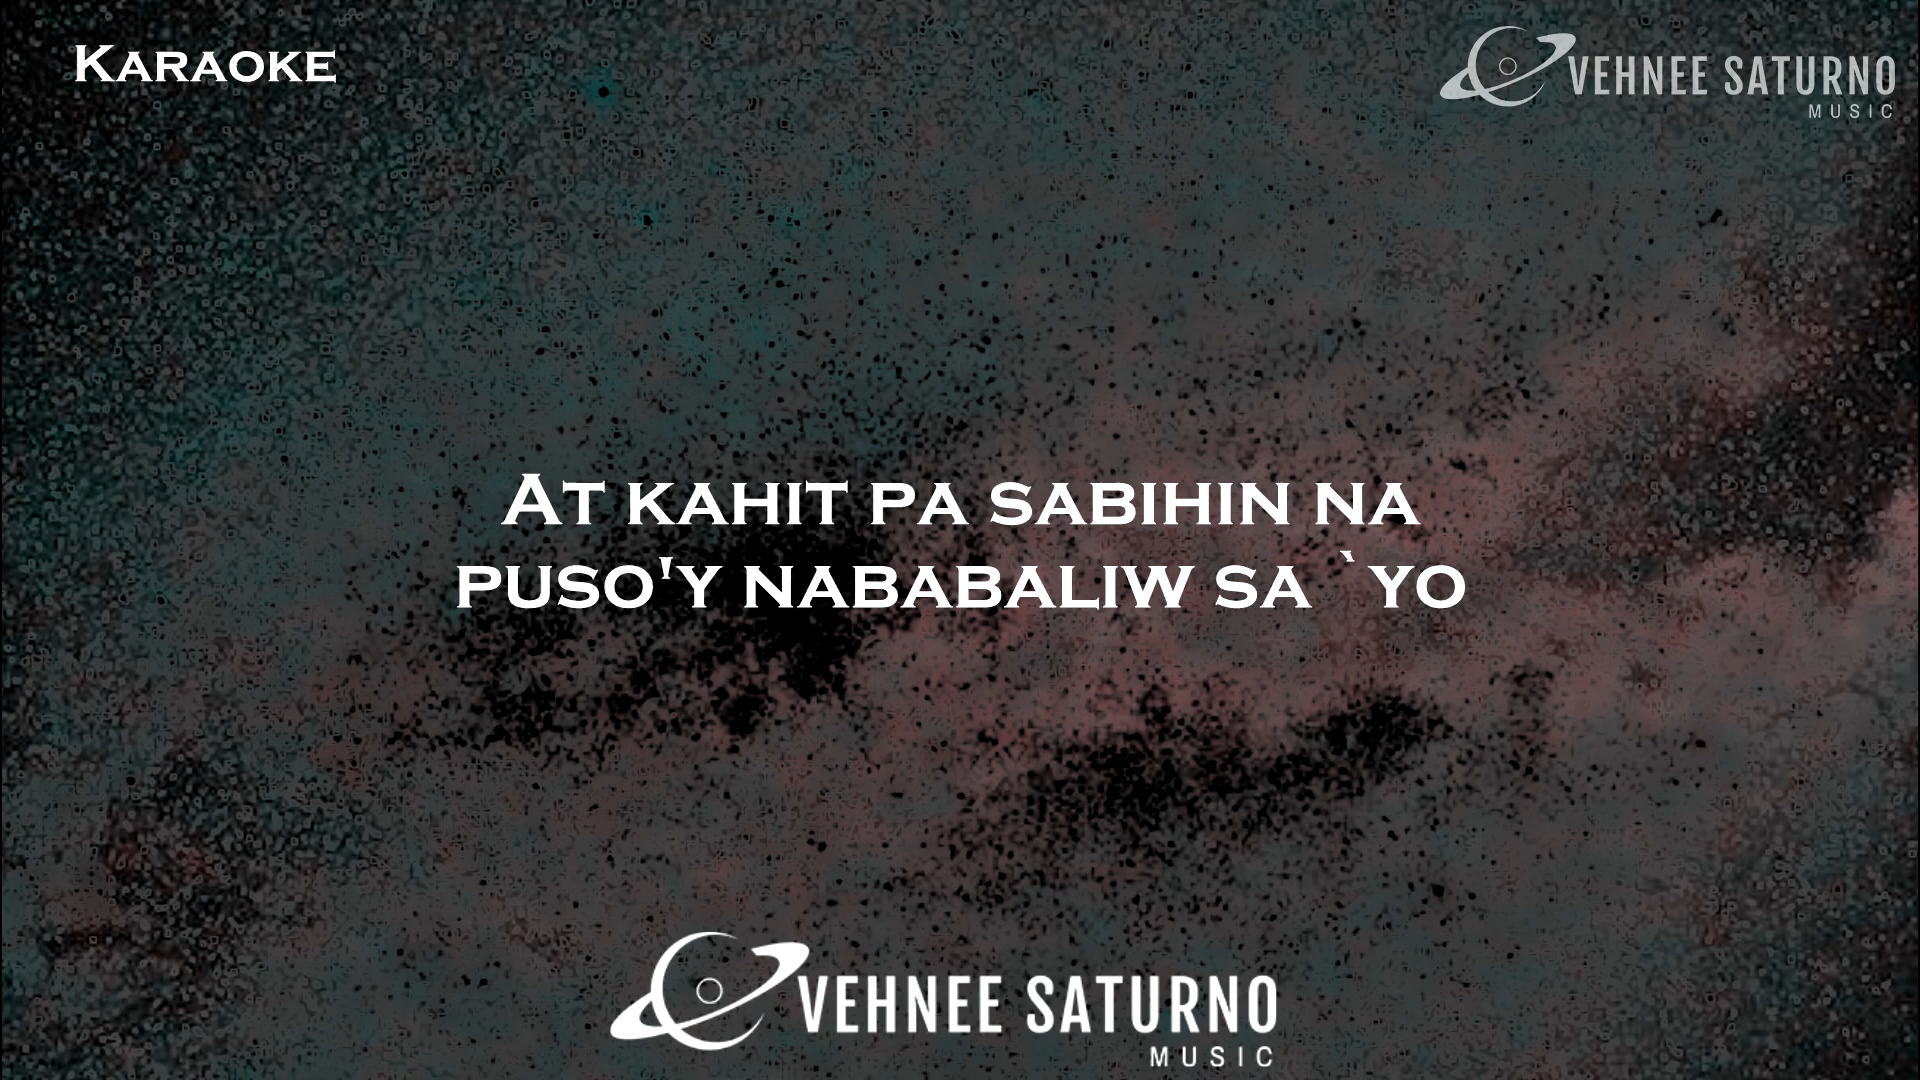 KARAOKE
VEHNEE SATURNO
MUSIC
AT KAHIT PA SABIHIN NA
PUSO'Y NABABALIW SA `YO
VEHNEE SATURNO
MUSIC